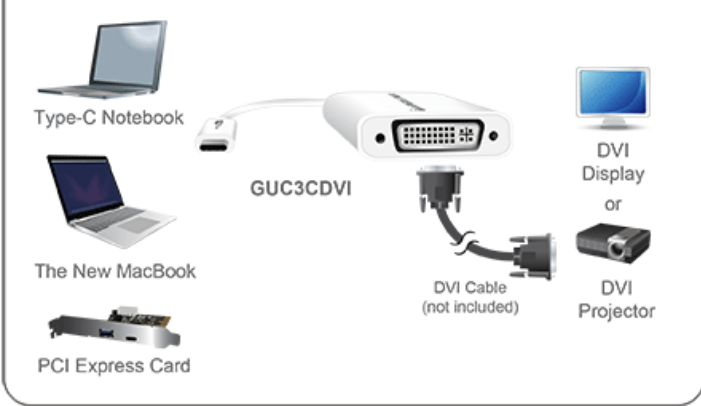 Type-C Notebook
The New MacBook
PCI Express Card
GUC3CDVI
DVI Cable
(not included)
DVI
Display
or
DVI
Projector